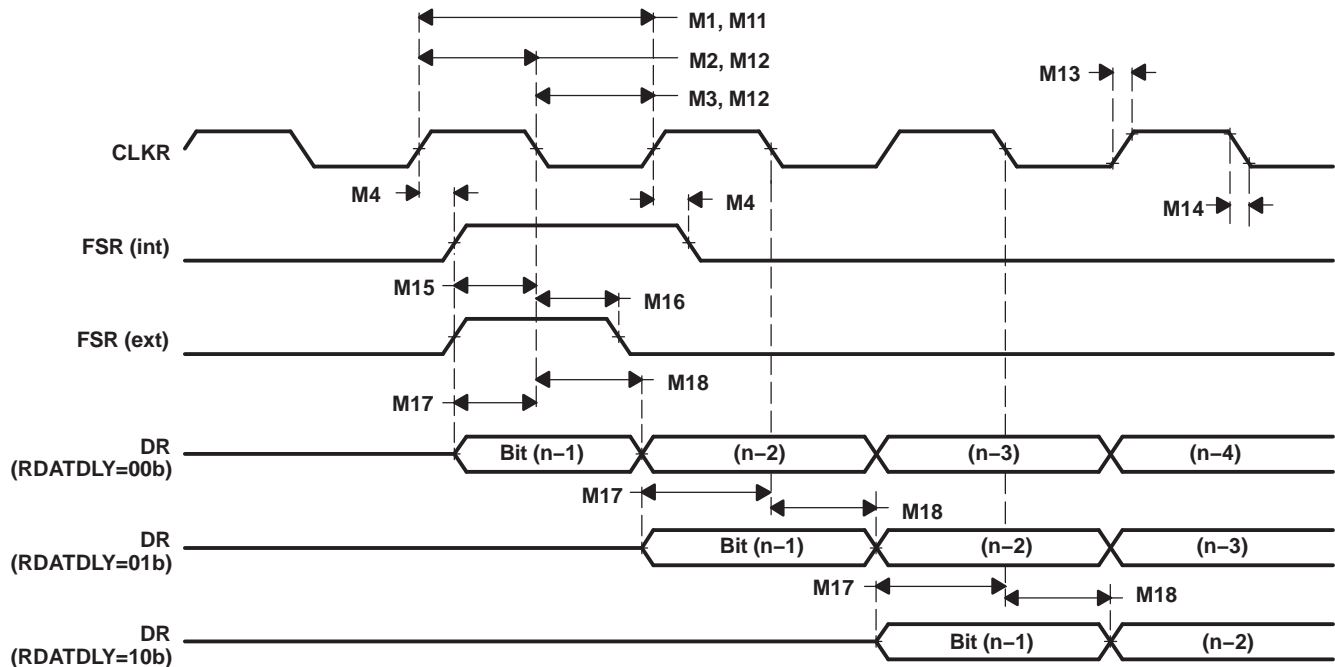 M1, M11
M2, M12
M13
M3, M12
CLKR
M4
M4
M14
FSR (int)
M15
M16
FSR (ext)
M18
M17
DR
(RDATDLY=00b)
Bit (n−1)
(n−2)
(n−3)
(n−4)
M17
M18
DR
(RDATDLY=01b)
Bit (n−1)
(n−2)
(n−3)
M17
M18
DR
(RDATDLY=10b)
Bit (n−1)
(n−2)